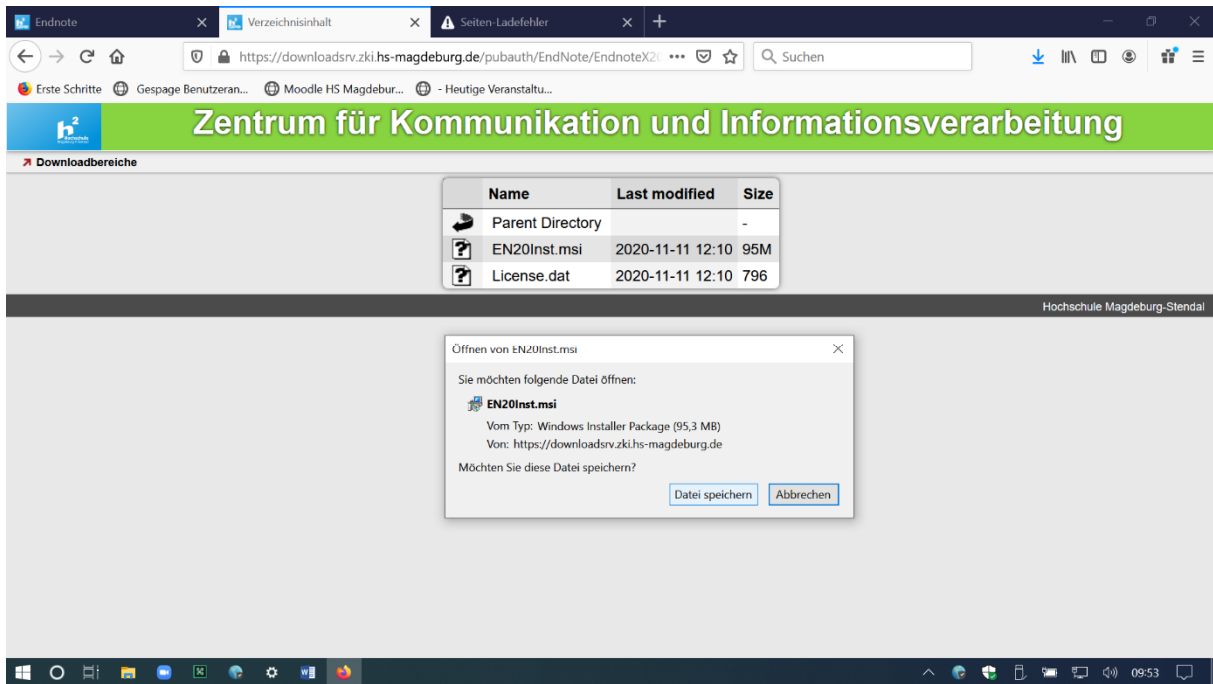 Endnote
Verzeichnisinhalt
Seiten-Ladefehler
https://downloadsrv.zki.hs-magdeburg.de/pubauth/EndNote/EndnoteX20
Suchen
Erste Schritte
Gespage Benutzeran...
Moodle HS Magdebur...
- Heutige Veranstaltu...
h2
Hochschule
Zentrum für Kommunikation und Informationsverarbeitung
Downloadbereiche
Name Last modified Size
Parent Directory -
EN20Inst.msi 2020-11-11 12:10 95M
License.dat 2020-11-11 12:10 796
Hochschule Magdeburg-Stendal
Öffnen von EN20Inst.msi
Sie möchten folgende Datei öffnen:
EN20Inst.msi
Vom Typ: Windows Installer Package (95,3 MB)
Von: https://downloadsrv.zki.hs-magdeburg.de
Möchten Sie diese Datei speichern?
Datei speichern
Abbrechen
09:53